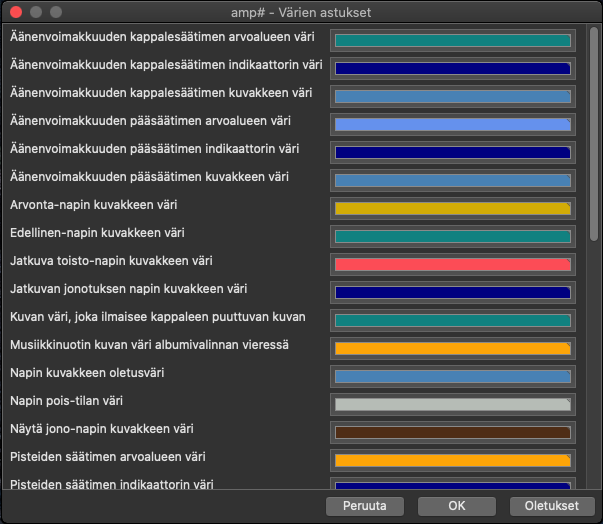 amp# - Värien astukset
Äänenvoimakkuuden kappalesäätimen arvoalueen väri
Äänenvoimakkuuden kappalesäätimen indikaattorin väri
Äänenvoimakkuuden kappalesäätimen kuvakkeen väri
Äänenvoimakkuuden pääsäätimen arvoalueen väri
Äänenvoimakkuuden pääsäätimen indikaattorin väri
Äänenvoimakkuuden pääsäätimen kuvakkeen väri
Arvonta-napin kuvakkeen väri
Edellinen-napin kuvakkeen väri
Jatkuva toisto-napin kuvakkeen väri
Jatkuvan jonotuksen napin kuvakkeen väri
Kuvan väri, joka ilmaisee kappaleen puuttuvan kuvan
Musiikkinuotin kuvan väri albumivalinnan vieressä
Napin kuvakkeen oletusväri
Napin pois-tilan väri
Näytä jono-napin kuvakkeen väri
Pisteiden säätimen arvoalueen väri
Pisteiden säätimen indikaattorin väri
Peruuta OK Oletukset